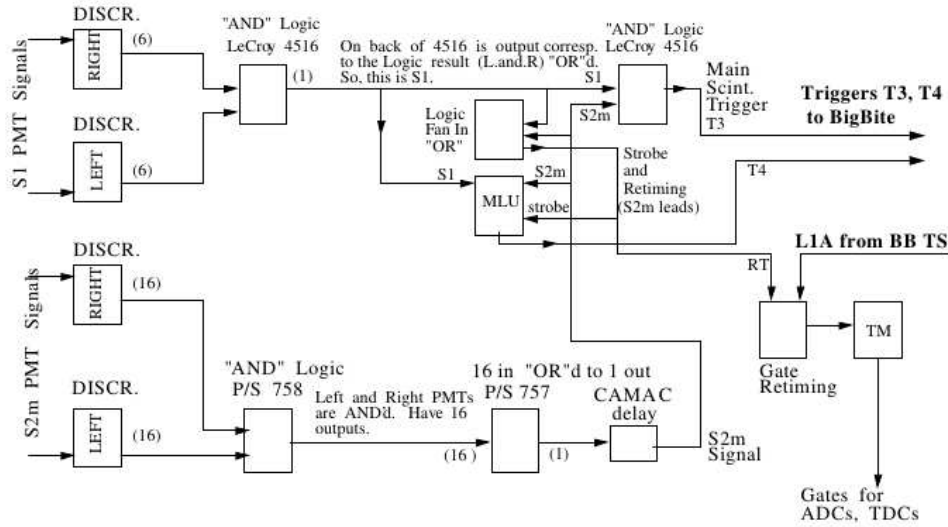 DISCR.
S1 PMT Signals
RIGHT
(6)
"AND" Logic
LeCroy 4516
(1)
DISCR.
LEFT
(6)
On back of 4516 is output corresp.
to the Logic result (L.and.R) "OR"d.
So, this is S1.
S1
"AND" Logic
LeCroy 4516
S2m
Main
Scint.
Trigger
T3
Triggers T3, T4
to BigBite
Logic
Fan In
"OR"
Strobe
and
Retiming
(S2m leads)
S1
S2m
MLU
strobe
T4
L1A from BB TS
RT
Gate
Retiming
TM
Gates for
ADCs, TDCs
DISCR.
S2m PMT Signals
RIGHT
(16)
DISCR.
LEFT
(16)
"AND" Logic
P/S 758
Left and Right PMTs
are AND'd. Have 16
outputs.
(16)
16 in "OR"d to 1 out
P/S 757
(1)
CAMAC
delay
S2m
Signal